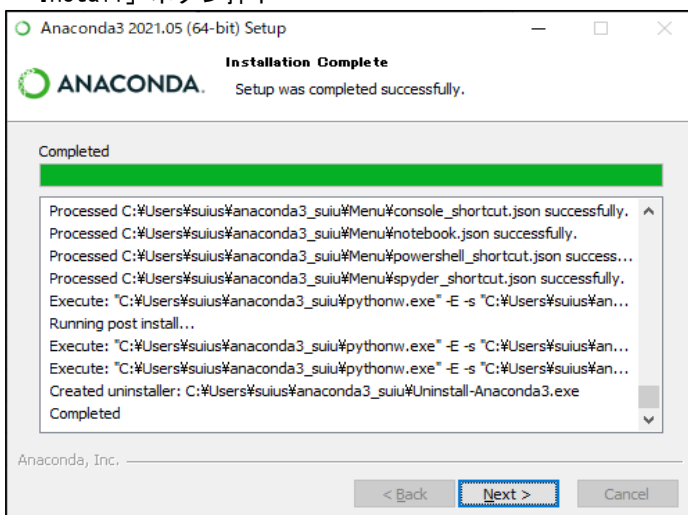 Anaconda3 2021.05 (64-bit) Setup
Installation Complete
ANACONDA.
Setup was completed successfully.
Completed
Processed C:¥Users¥suius¥anaconda3_suiu¥Menu¥console_shortcut.json successfully.
Processed C:¥Users¥suius¥anaconda3_suiu¥Menu¥notebook.json successfully.
Processed C:¥Users¥suius¥anaconda3_suiu¥Menu¥powershell_shortcut.json success...
Processed C:¥Users¥suius¥anaconda3_suiu¥Menu¥spyder_shortcut.json successfully.
Execute: "C:¥Users¥suius¥anaconda3_suiu¥pythonw.exe" -E -s "C:¥Users¥suius¥an...
Running post install...
Execute: "C:¥Users¥suius¥anaconda3_suiu¥pythonw.exe" -E -s "C:¥Users¥suius¥an...
Execute: "C:¥Users¥suius¥anaconda3_suiu¥pythonw.exe" -E -s "C:¥Users¥suius¥an...
Created uninstaller: C:¥Users¥suius¥anaconda3_suiu¥Uninstall-Anaconda3.exe
Completed
Anaconda, Inc.
< Back Next > Cancel